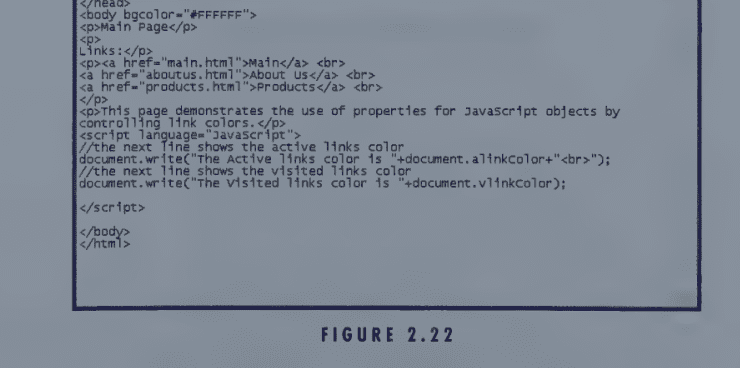 </head>
<body bgcolor="#FFFFFF">
<p>Main Page</p>
<p>
Links:</p>
<p><a href="main.html">Main</a> <br>
<a href="aboutus.html">About Us</a> <br>
<a href="products.html">Products</a> <br>
</p>
<p>This page demonstrates the use of properties for JavaScript objects by
controlling link colors.</p>
<script language="JavaScript">
//the next line shows the active links color
document.write("The Active links color is "+document.alinkColor+"<br>");
//the next line shows the visited links color
document.write("The Visited links color is "+document.vlinkColor);
</script>
</body>
</html>
FIGURE 2.22